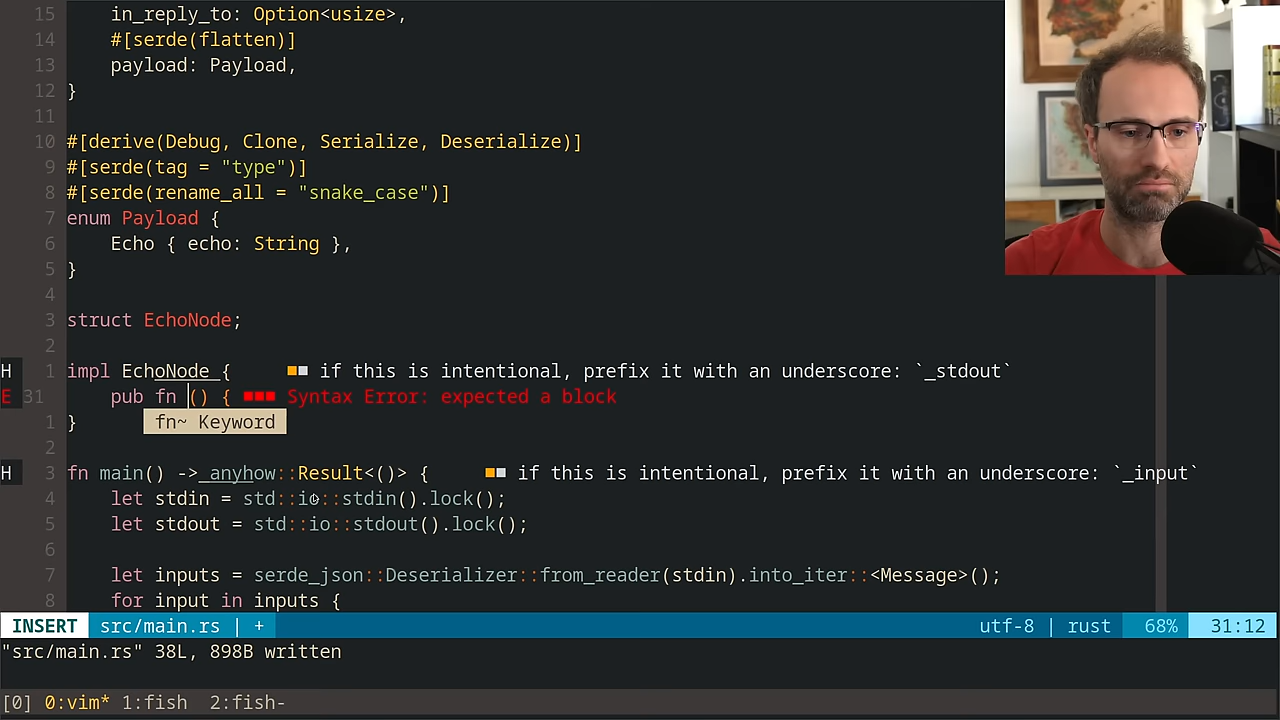 15 in_reply_to: Option<usize>,
14 #[serde(flatten)]
13 payload: Payload,
12 }
11
10 #[derive(Debug, Clone, Serialize, Deserialize)]
9 #[serde(tag = "type")]
8 #[serde(rename_all = "snake_case")]
7 enum Payload {
6 Echo { echo: String },
5 }
4
3 struct EchoNode;
2
H 1 impl EchoNode { if this is intentional, prefix it with an underscore: `_stdout`
E 31 pub fn () { Syntax Error: expected a block
1 } fn~ Keyword
2
H 3 fn main() -> anyhow::Result<()> { if this is intentional, prefix it with an underscore: `_input`
4 let stdin = std::io::stdin().lock();
5 let stdout = std::io::stdout().lock();
6
7 let inputs = serde_json::Deserializer::from_reader(stdin).into_iter::<Message>();
8 for input in inputs {
INSERT src/main.rs | + utf-8 | rust 68% 31:12
"src/main.rs" 38L, 898B written
[0] 0:vim* 1:fish 2:fish-